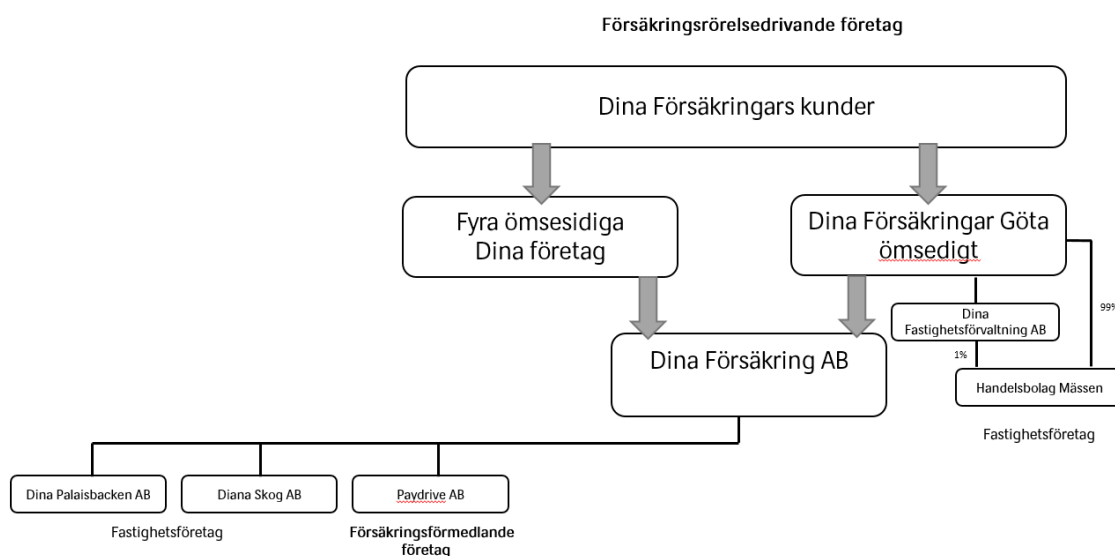 Försäkringsrörelsedrivande företag
Dina Försäkringars kunder
Fyra ömsesidiga
Dina företag
Dina Försäkringar Göta
ömsedigt
Dina
Fastighetsförvaltning AB
99%
1%
Dina Försäkring AB
Handelsbolag Mässen
Fastighetsföretag
Dina Palaisbacken AB
Diana Skog AB
Paydrive AB
Fastighetsföretag
Försäkringsförmedlande
företag